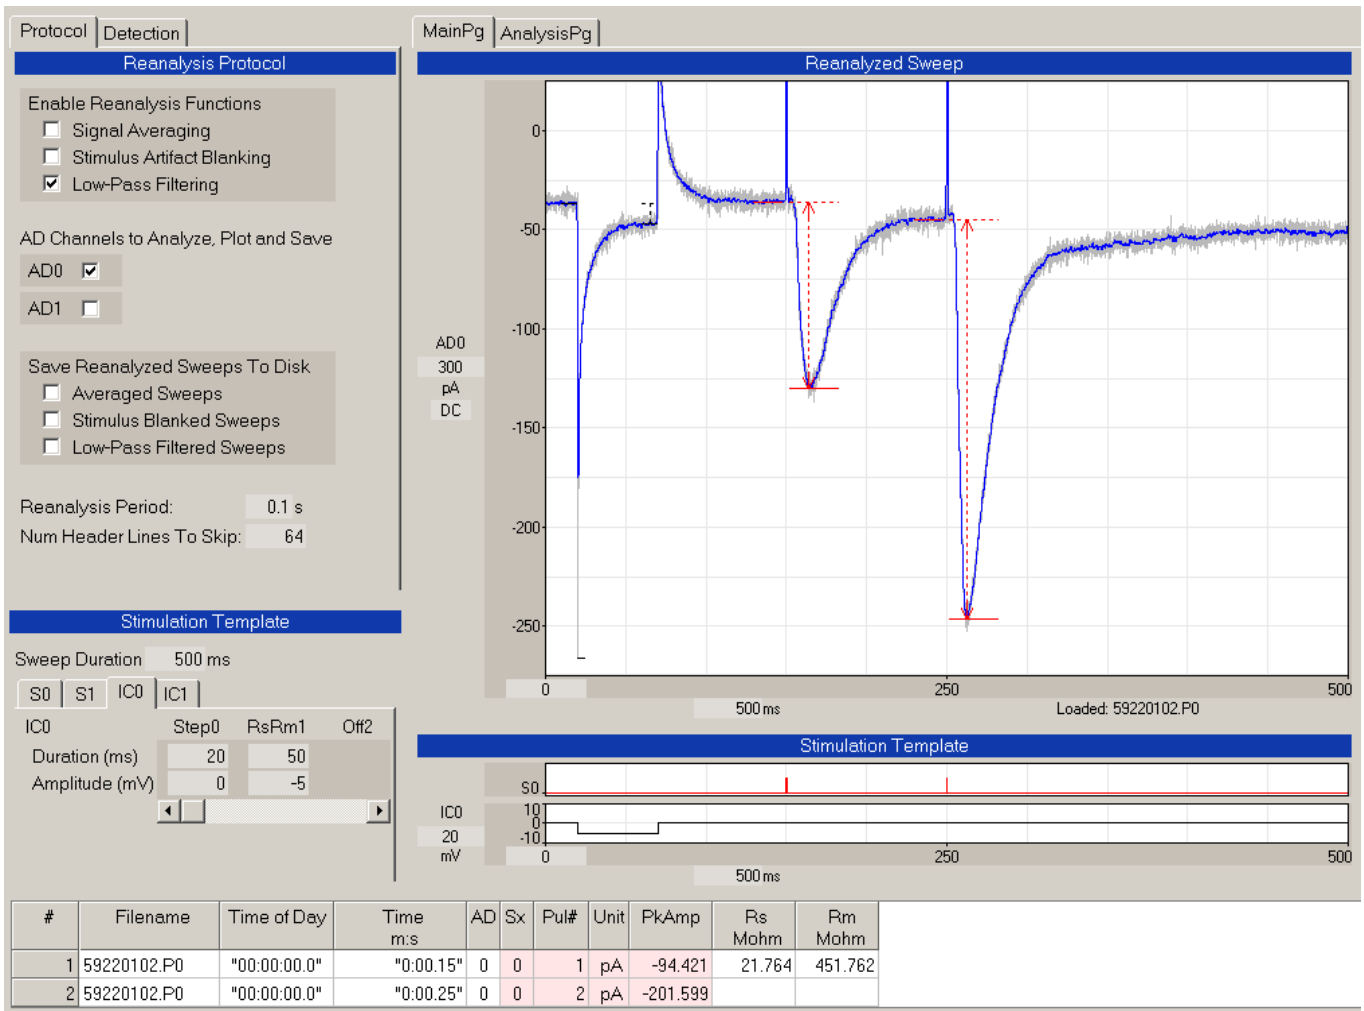 Protocol Detection
Reanalysis Protocol
Enable Reanalysis Functions
Signal Averaging
Stimulus Artifact Blanking
Low-Pass Filtering
AD Channels to Analyze, Plot and Save
AD0
AD1
Save Reanalyzed Sweeps To Disk
Averaged Sweeps
Stimulus Blanked Sweeps
Low-Pass Filtered Sweeps
Reanalysis Period: 0.1 s
Num Header Lines To Skip: 64
Stimulation Template
Sweep Duration 500 ms
S0 S1 IC0 IC1
IC0 Step0 RsRm1 Off2
Duration (ms) 20 50
Amplitude (mV) 0 -5
MainPg AnalysisPg
Reanalyzed Sweep
0
-50
-100
-150
-200
-250
AD0
300
pA
DC
0 250 500
500 ms Loaded: 59220102.P0
Stimulation Template
S0
IC0
20
mV
10
0
-10
0 250 500
500 ms
# Filename Time of Day Time m:s AD Sx Pul# Unit PkAmp Rs Mohm Rm Mohm
1 59220102.P0 "00:00:00.0" "0:00.15" 0 0 1 pA -94.421 21.764 451.762
2 59220102.P0 "00:00:00.0" "0:00.25" 0 0 2 pA -201.599